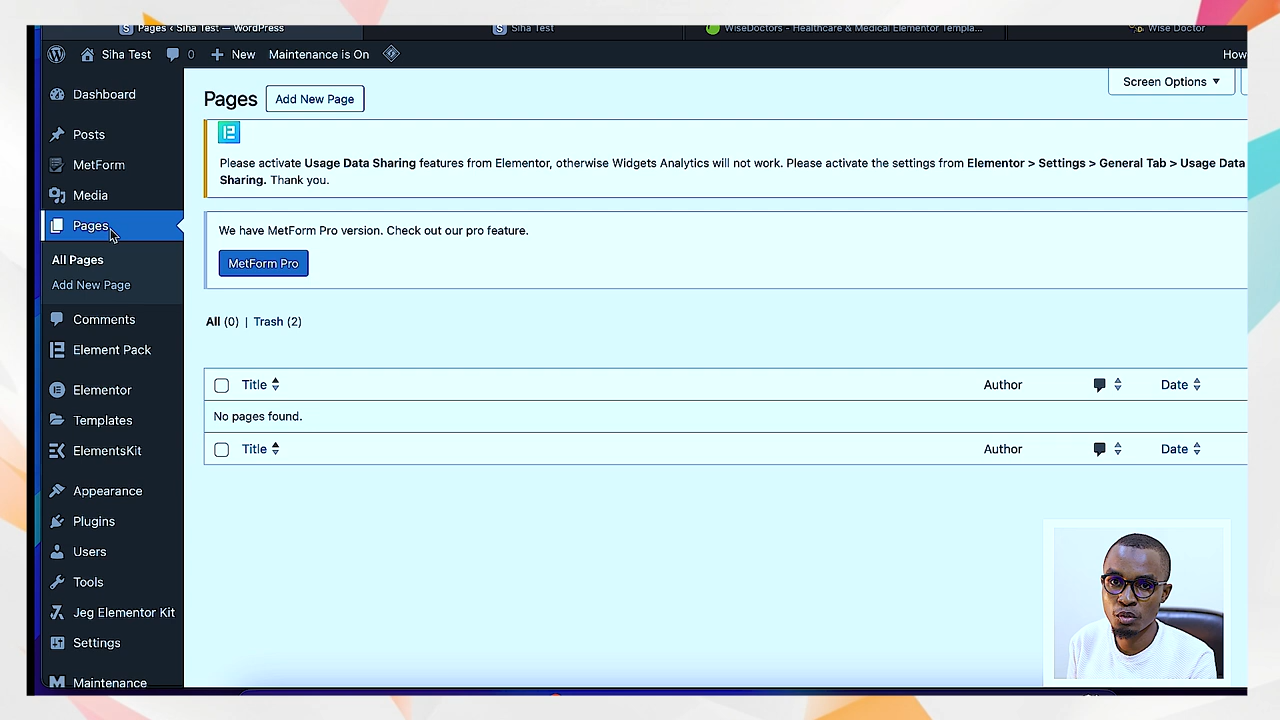 Pages ‹ Siha Test — WordPress
Siha Test
WiseDoctors - Healthcare & Medical Elementor Templa...
Wise Doctor
Siha Test
0
New
Maintenance is On
How
Dashboard
Posts
MetForm
Media
Pages
All Pages
Add New Page
Comments
Element Pack
Elementor
Templates
ElementsKit
Appearance
Plugins
Users
Tools
Jeg Elementor Kit
Settings
Maintenance
Screen Options
Pages
Add New Page
Please activate Usage Data Sharing features from Elementor, otherwise Widgets Analytics will not work. Please activate the settings from Elementor > Settings > General Tab > Usage Data
Sharing. Thank you.
We have MetForm Pro version. Check out our pro feature.
MetForm Pro
All (0) | Trash (2)
Title Author Date
No pages found.
Title Author Date